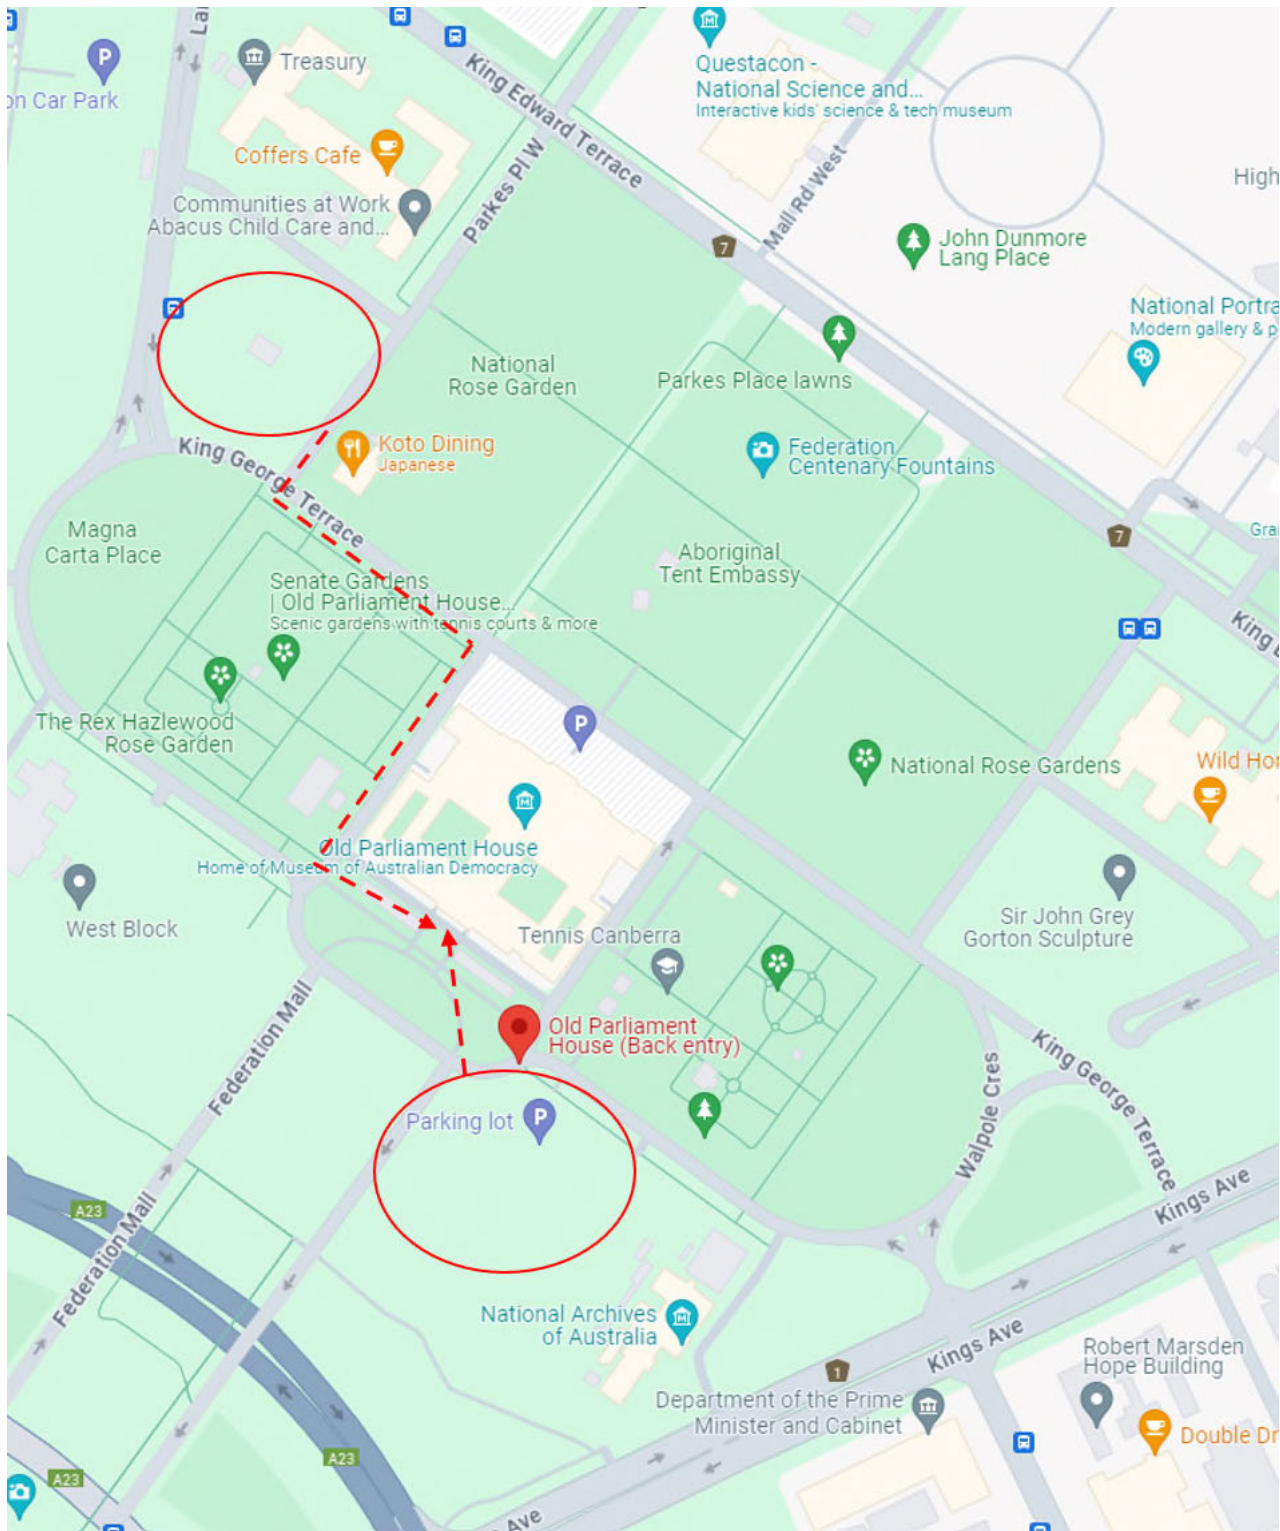 La
P
on Car Park
Treasury
Coffers Cafe
Communities at Work
Abacus Child Care and...
King Edward Terrace
Parkes Pl W
Questacon -
National Science and...
Interactive kids' science & tech museum
Mall Rd West
High
7
John Dunmore
Lang Place
National Portra
Modern gallery & p
National
Rose Garden
Parkes Place lawns
Koto Dining
Japanese
Federation
Centenary Fountains
King George Terrace
Magna
Carta Place
Aboriginal
Tent Embassy
7
Gra
Senate Gardens
| Old Parliament House...
Scenic gardens with tennis courts & more
King E
The Rex Hazlewood
Rose Garden
P
National Rose Gardens
Wild Hor
M
Old Parliament House
Home of Museum of Australian Democracy
West Block
Tennis Canberra
Sir John Grey
Gorton Sculpture
Old Parliament
House (Back entry)
Federation Mall
Walpole Cres
King George Terrace
Parking lot
P
Kings Ave
A23
Federation Mall
National Archives
of Australia
Kings Ave
Robert Marsden
Hope Building
1
Department of the Prime
Minister and Cabinet
Double Dr
A23
A23
s Ave